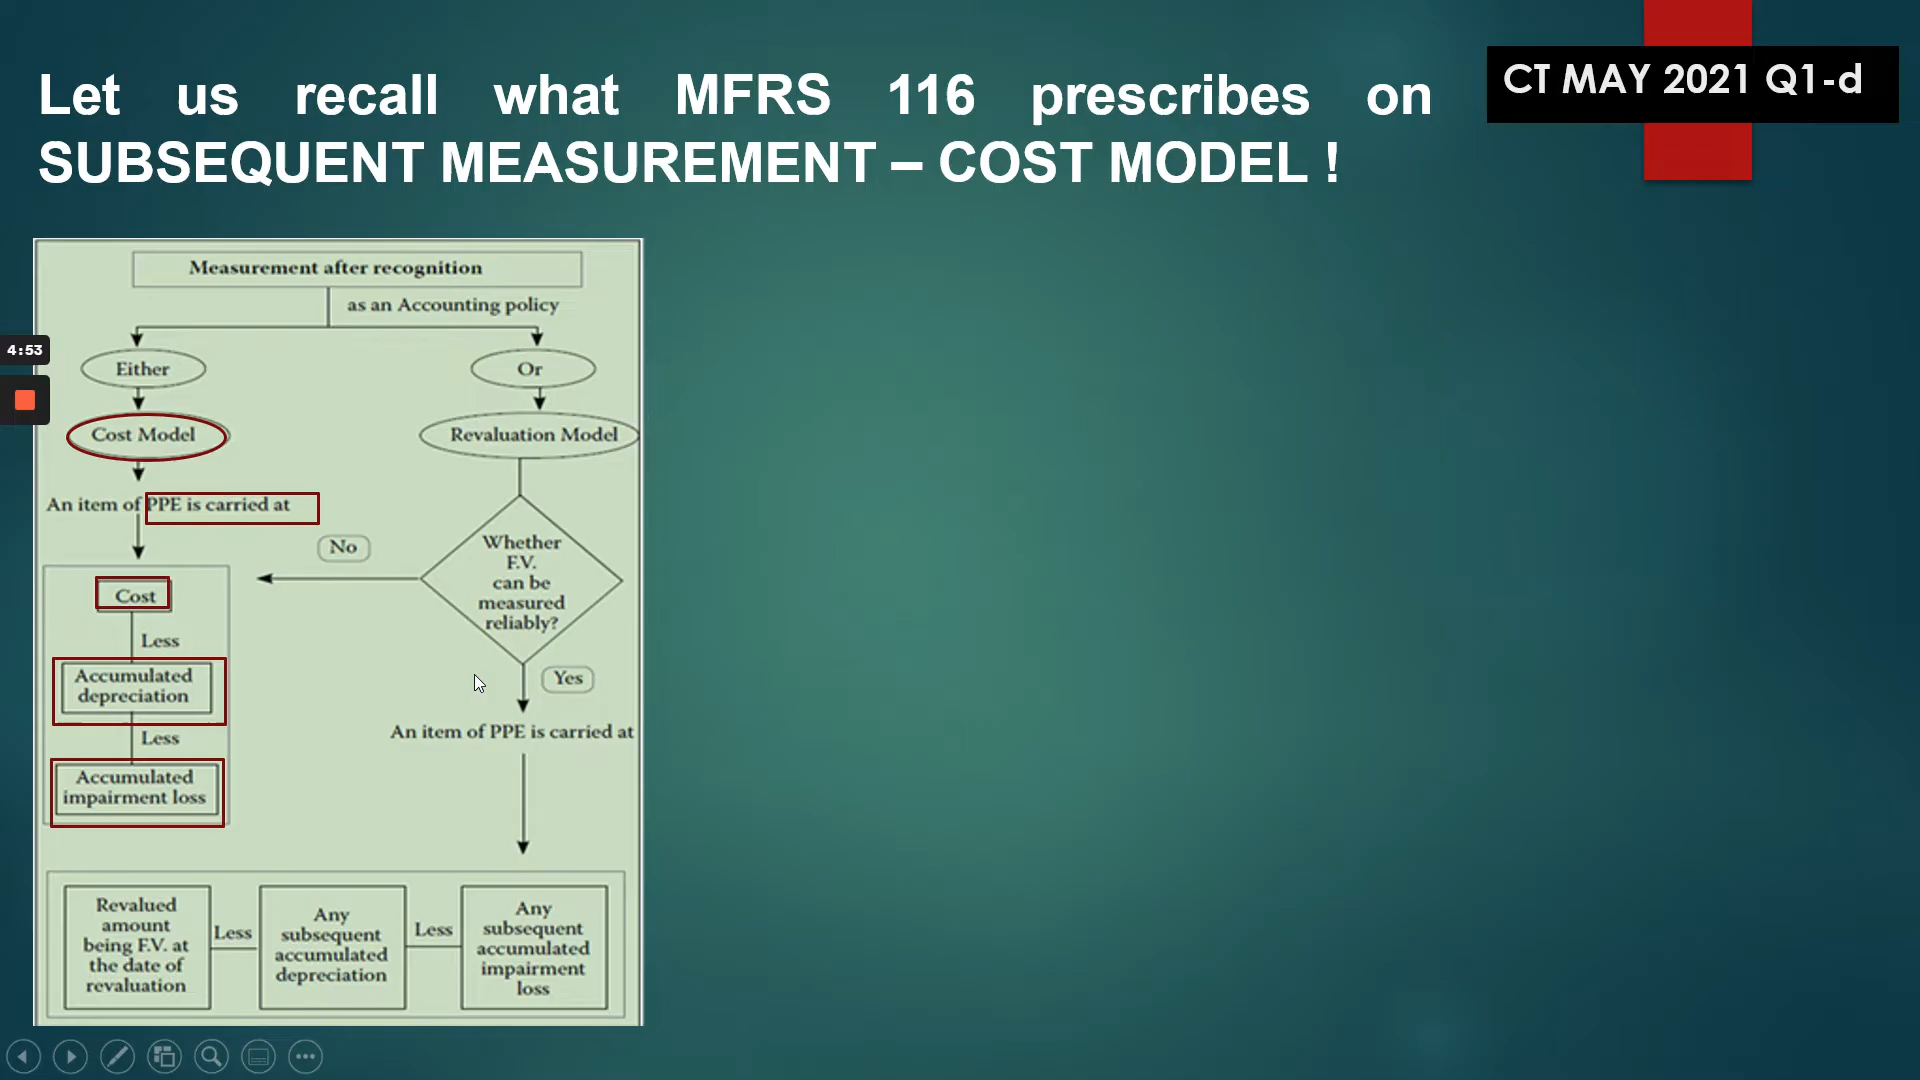 Let us recall what MFRS 116 prescribes on
SUBSEQUENT MEASUREMENT – COST MODEL !
CT MAY 2021 Q1-d
Measurement after recognition
as an Accounting policy
4:53
Either
Or
Cost Model
Revaluation Model
An item of PPE is carried at
No
Whether
F.V.
can be
measured
reliably?
Cost
Less
Accumulated
depreciation
Less
Accumulated
impairment loss
Yes
An item of PPE is carried at
Revalued
amount
being F.V. at
the date of
revaluation
Less
Any
subsequent
accumulated
depreciation
Less
Any
subsequent
accumulated
impairment
loss